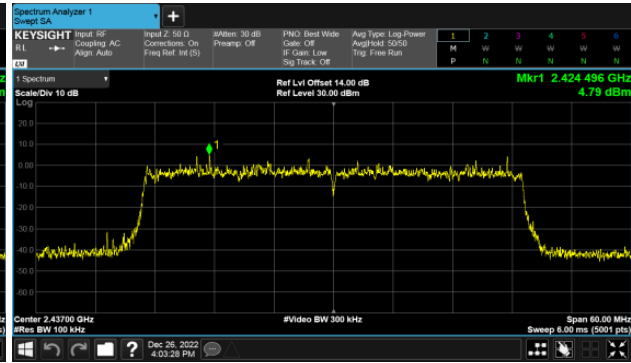 Spectrum Analyzer 1
Swept SA
+
KEYSIGHT Input: RF Input Z: 50 Ω #Atten: 30 dB PNO: Best Wide Avg Type: Log-Power 1 2 3 4 5 6
RL Coupling: AC Corrections: On Preamp: Off Gate: Off Avg|Hold: 50/50 M W W W W W
Align: Auto Freq Ref: Int (S) IF Gain: Low Trig: Free Run
LXI Sig Track: Off P N N N N N
1 Spectrum Ref Lvl Offset 14.00 dB Mkr1 2.424 496 GHz
Scale/Div 10 dB Ref Level 30.00 dBm 4.79 dBm
Log
20.0
10.0
1
0.00
-10.0
-20.0
-30.0
-40.0
-50.0
-60.0
Center 2.43700 GHz #Video BW 300 kHz Span 60.00 MHz
#Res BW 100 kHz Sweep 6.00 ms (5001 pts)
? Dec 26, 2022
4:03:28 PM